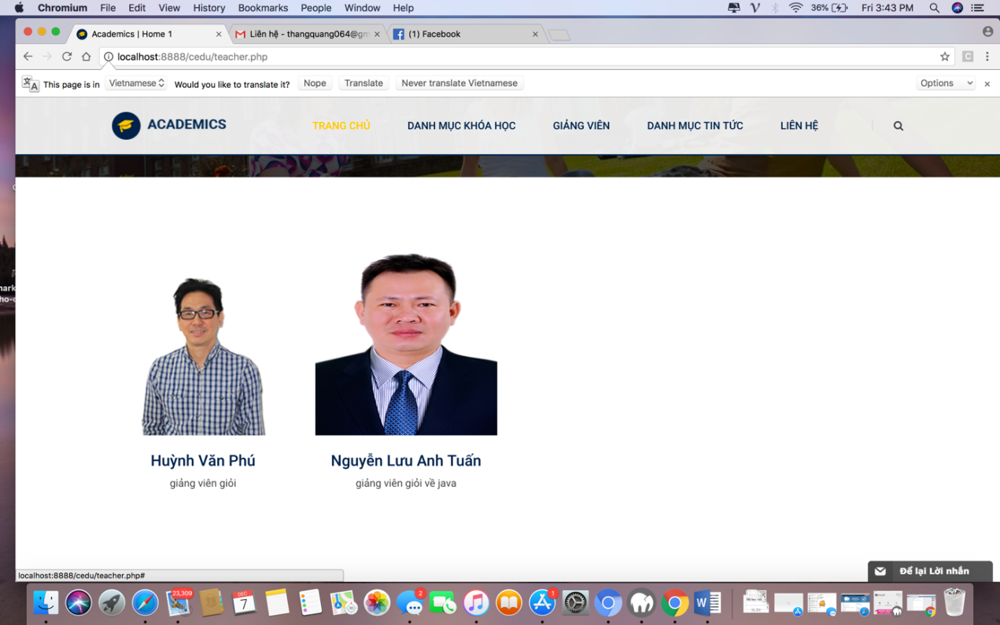 Chromium File Edit View History Bookmarks People Window Help 36% Fri 3:43 PM
Academics | Home 1 Liên hệ - thangquang064@gm (1) Facebook
localhost:8888/cedu/teacher.php
This page is in Vietnamese Would you like to translate it? Nope Translate Never translate Vietnamese Options
ACADEMICS TRANG CHỦ DANH MỤC KHÓA HỌC GIẢNG VIÊN DANH MỤC TIN TỨC LIÊN HỆ
Huỳnh Văn Phú Nguyễn Lưu Anh Tuấn
giảng viên giỏi giảng viên giỏi về java
Để lại Lời nhắn
localhost:8888/cedu/teacher.php#
23,309
DEC
7
2
1